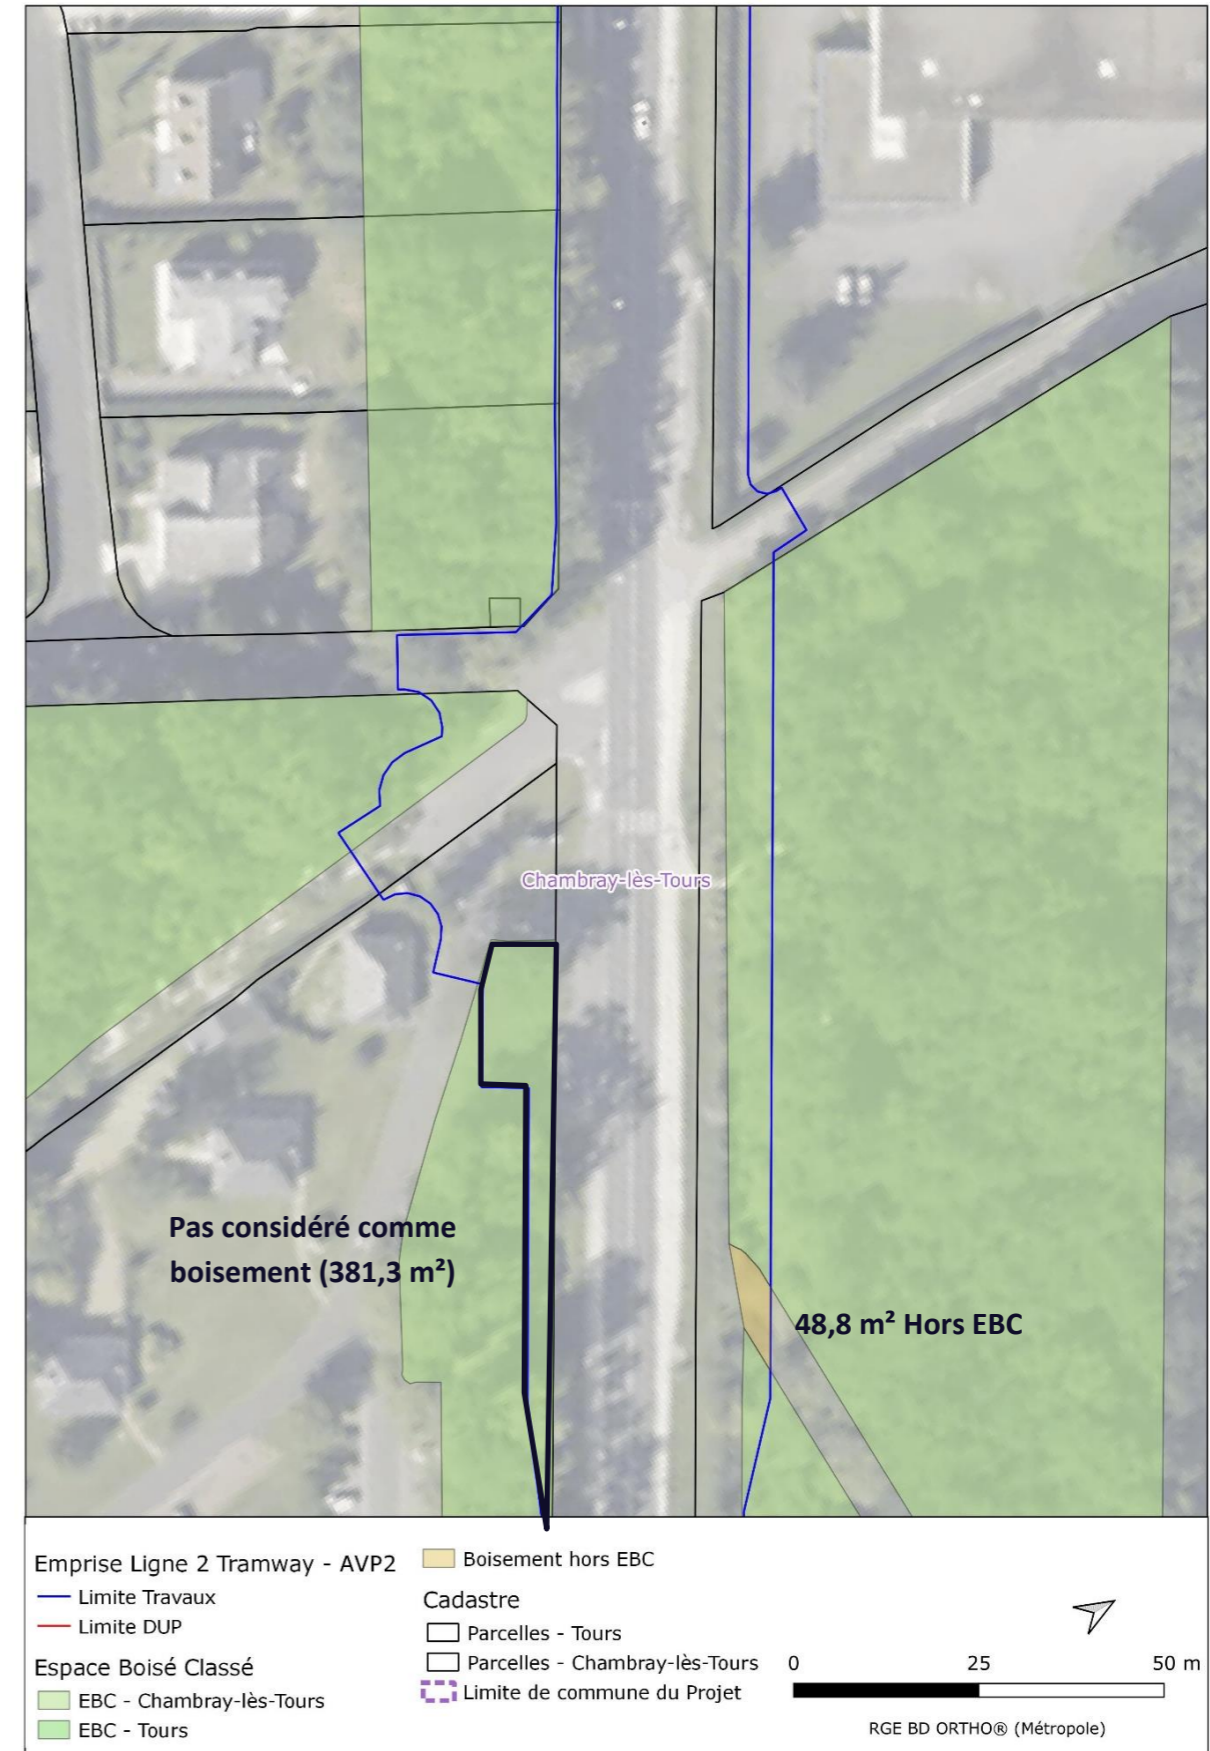 Chambray-lès-Tours
Pas considéré comme
boisement (381,3 m²)
48,8 m² Hors EBC
Emprise Ligne 2 Tramway - AVP2
Limite Travaux
Limite DUP
Espace Boisé Classé
EBC - Chambray-lès-Tours
EBC - Tours
Boisement hors EBC
Cadastre
Parcelles - Tours
Parcelles - Chambray-lès-Tours
Limite de commune du Projet
0 25 50 m
RGE BD ORTHO® (Métropole)